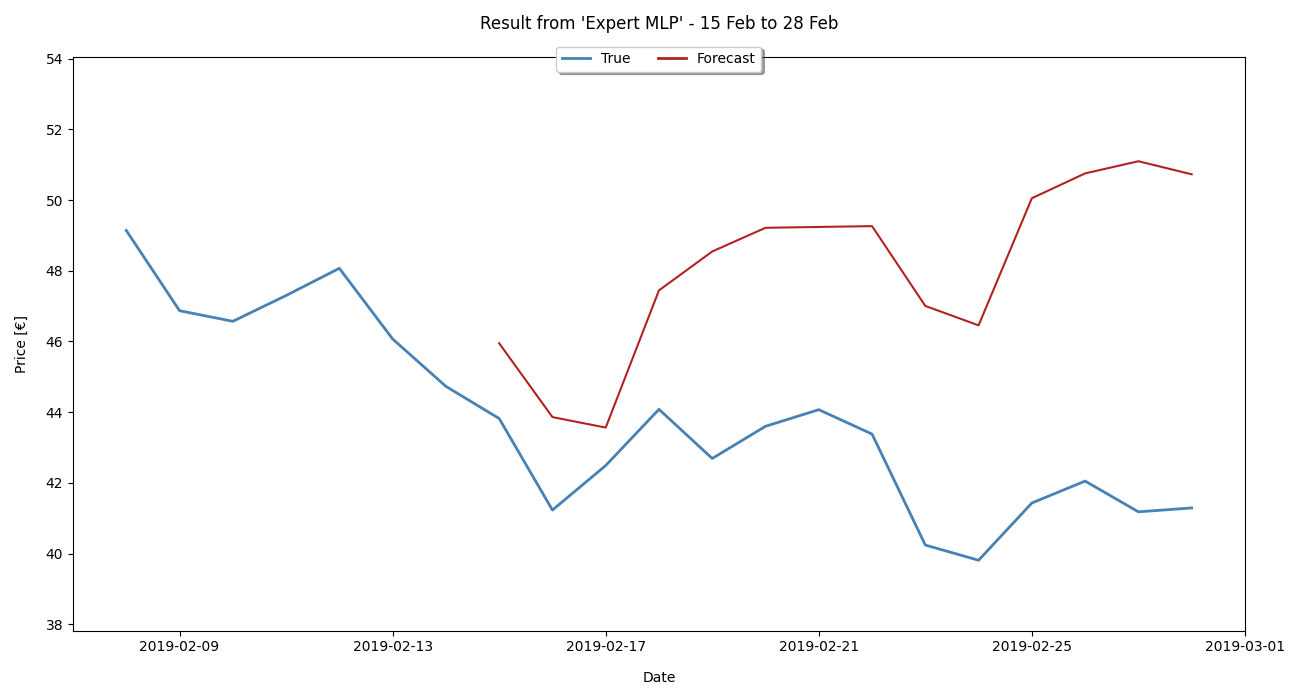 Result from 'Expert MLP' - 15 Feb to 28 Feb
True Forecast
54
52
50
48
46
44
42
40
38
Price [€]
2019-02-09 2019-02-13 2019-02-17 2019-02-21 2019-02-25 2019-03-01
Date